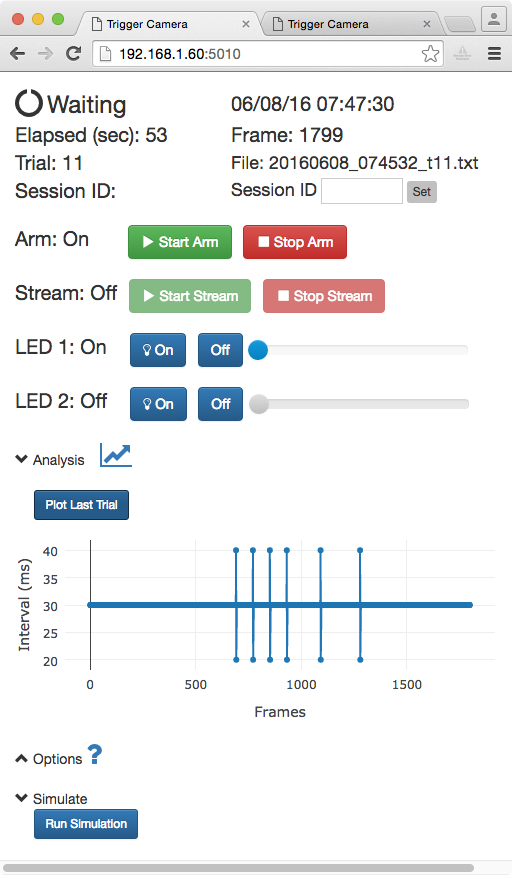 Trigger Camera Trigger Camera
192.168.1.60:5010
Waiting 06/08/16 07:47:30
Elapsed (sec): 53 Frame: 1799
Trial: 11 File: 20160608_074532_t11.txt
Session ID: Session ID Set
Arm: On Start Arm Stop Arm
Stream: Off Start Stream Stop Stream
LED 1: On On Off
LED 2: Off On Off
Analysis
Plot Last Trial
40
35
30
25
20
Interval (ms)
0 500 1000 1500
Frames
Options ?
Simulate
Run Simulation